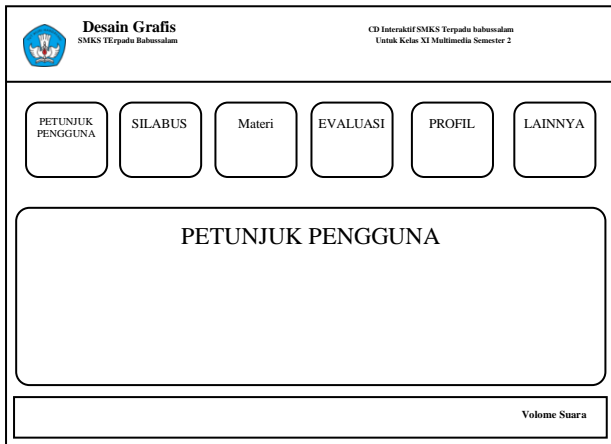 Desain Grafis
SMKS TErpadu Babussalam
CD Interaktif SMKS Terpadu babussalam
Untuk Kelas XI Multimedia Semester 2
PETUNJUK
PENGGUNA
SILABUS
Materi
EVALUASI
PROFIL
LAINNYA
PETUNJUK PENGGUNA
Volome Suara